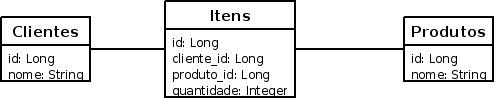 Clientes
id: Long
nome: String
Itens
id: Long
cliente_id: Long
produto_id: Long
quantidade: Integer
Produtos
id: Long
nome: String